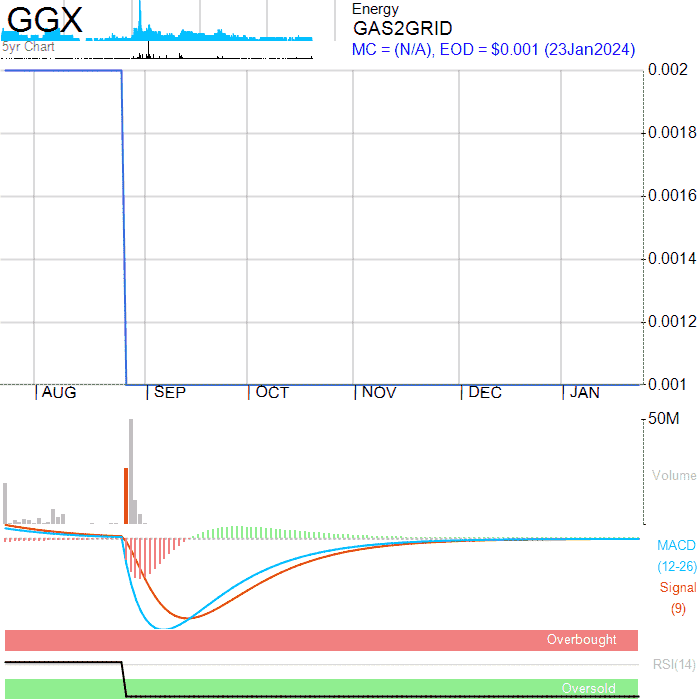 GGX
5yr Chart
Energy
GAS2GRID
MC = (N/A), EOD = $0.001 (23Jan2024)
0.002
0.0018
0.0016
0.0014
0.0012
0.001
AUG SEP OCT NOV DEC JAN
50M
Volume
MACD
(12-26)
Signal
(9)
Overbought
RSI(14)
Oversold